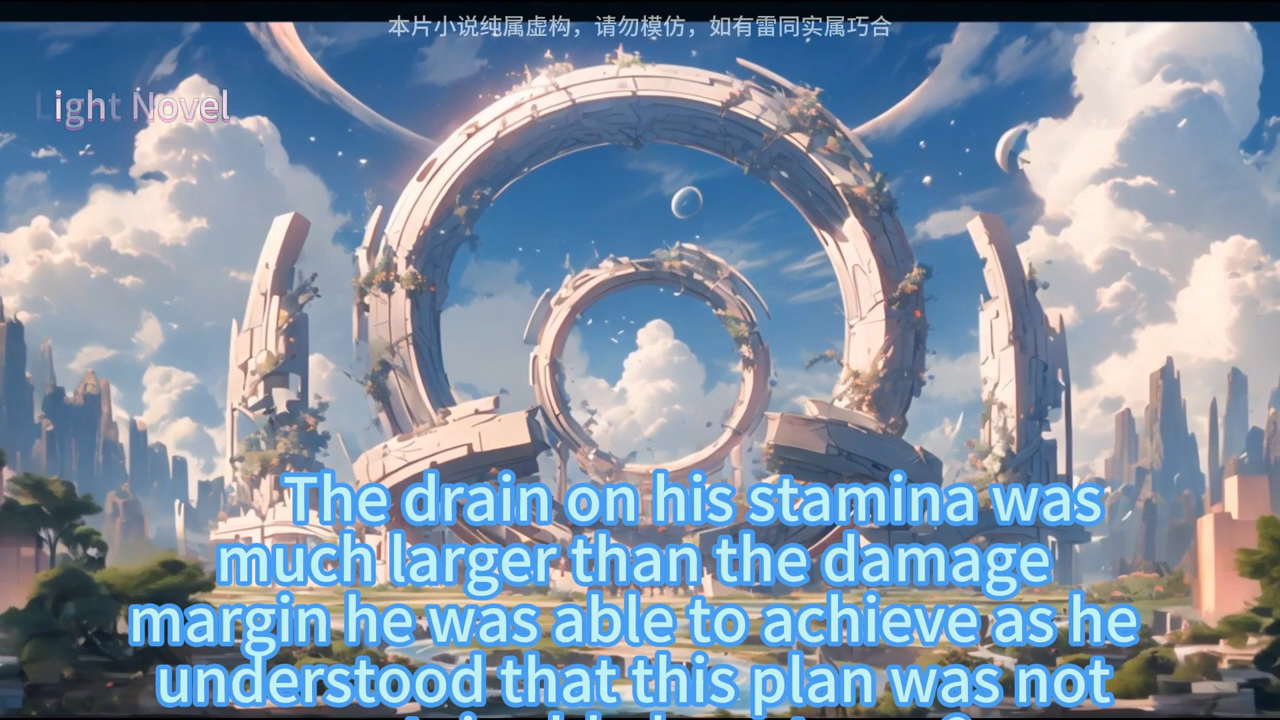 本片小说纯属虚构，请勿模仿，如有雷同实属巧合
Light Novel
The drain on his stamina was
much larger than the damage
margin he was able to achieve as he
understood that this plan was not